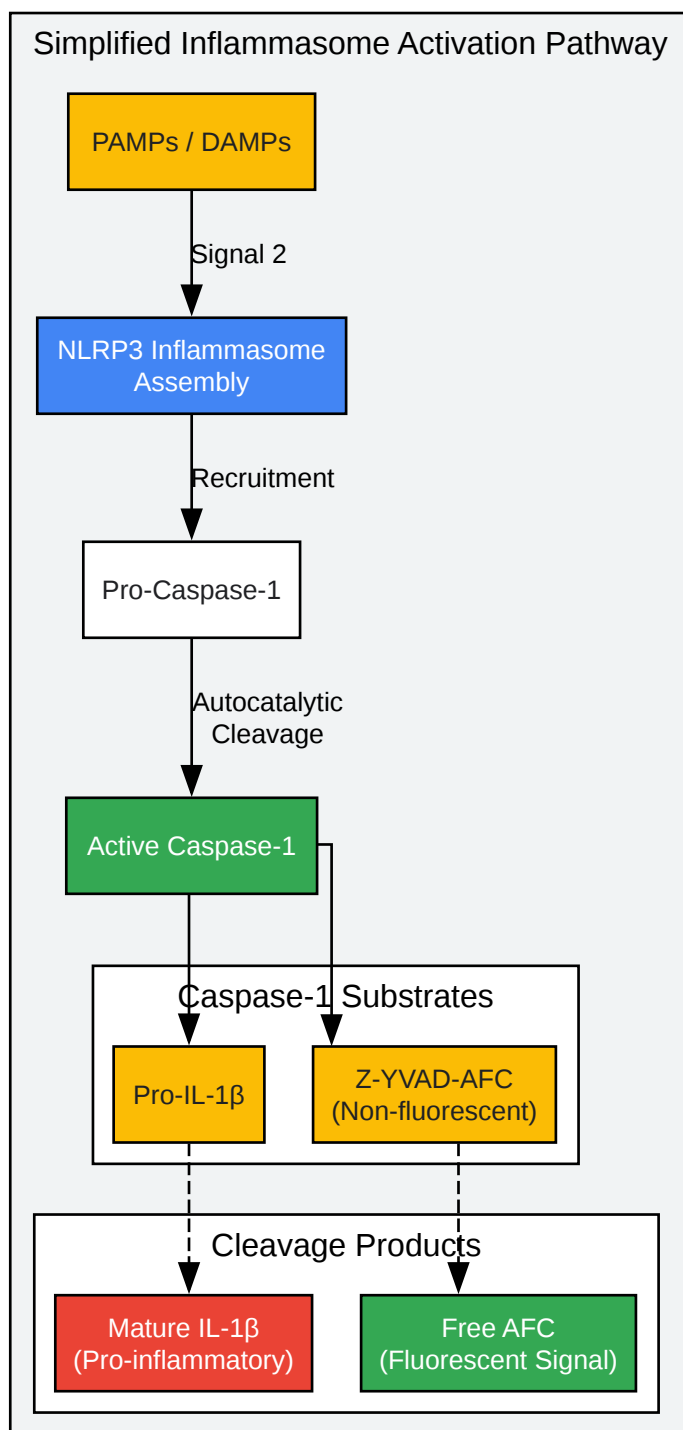 Simplified Inflammasome Activation Pathway
PAMPs / DAMPs
Signal 2
NLRP3 Inflammasome
Assembly
Recruitment
Pro-Caspase-1
Autocatalytic
Cleavage
Active Caspase-1
Caspase-1 Substrates
Pro-IL-1β
Z-YVAD-AFC
(Non-fluorescent)
Cleavage Products
Mature IL-1β
(Pro-inflammatory)
Free AFC
(Fluorescent Signal)